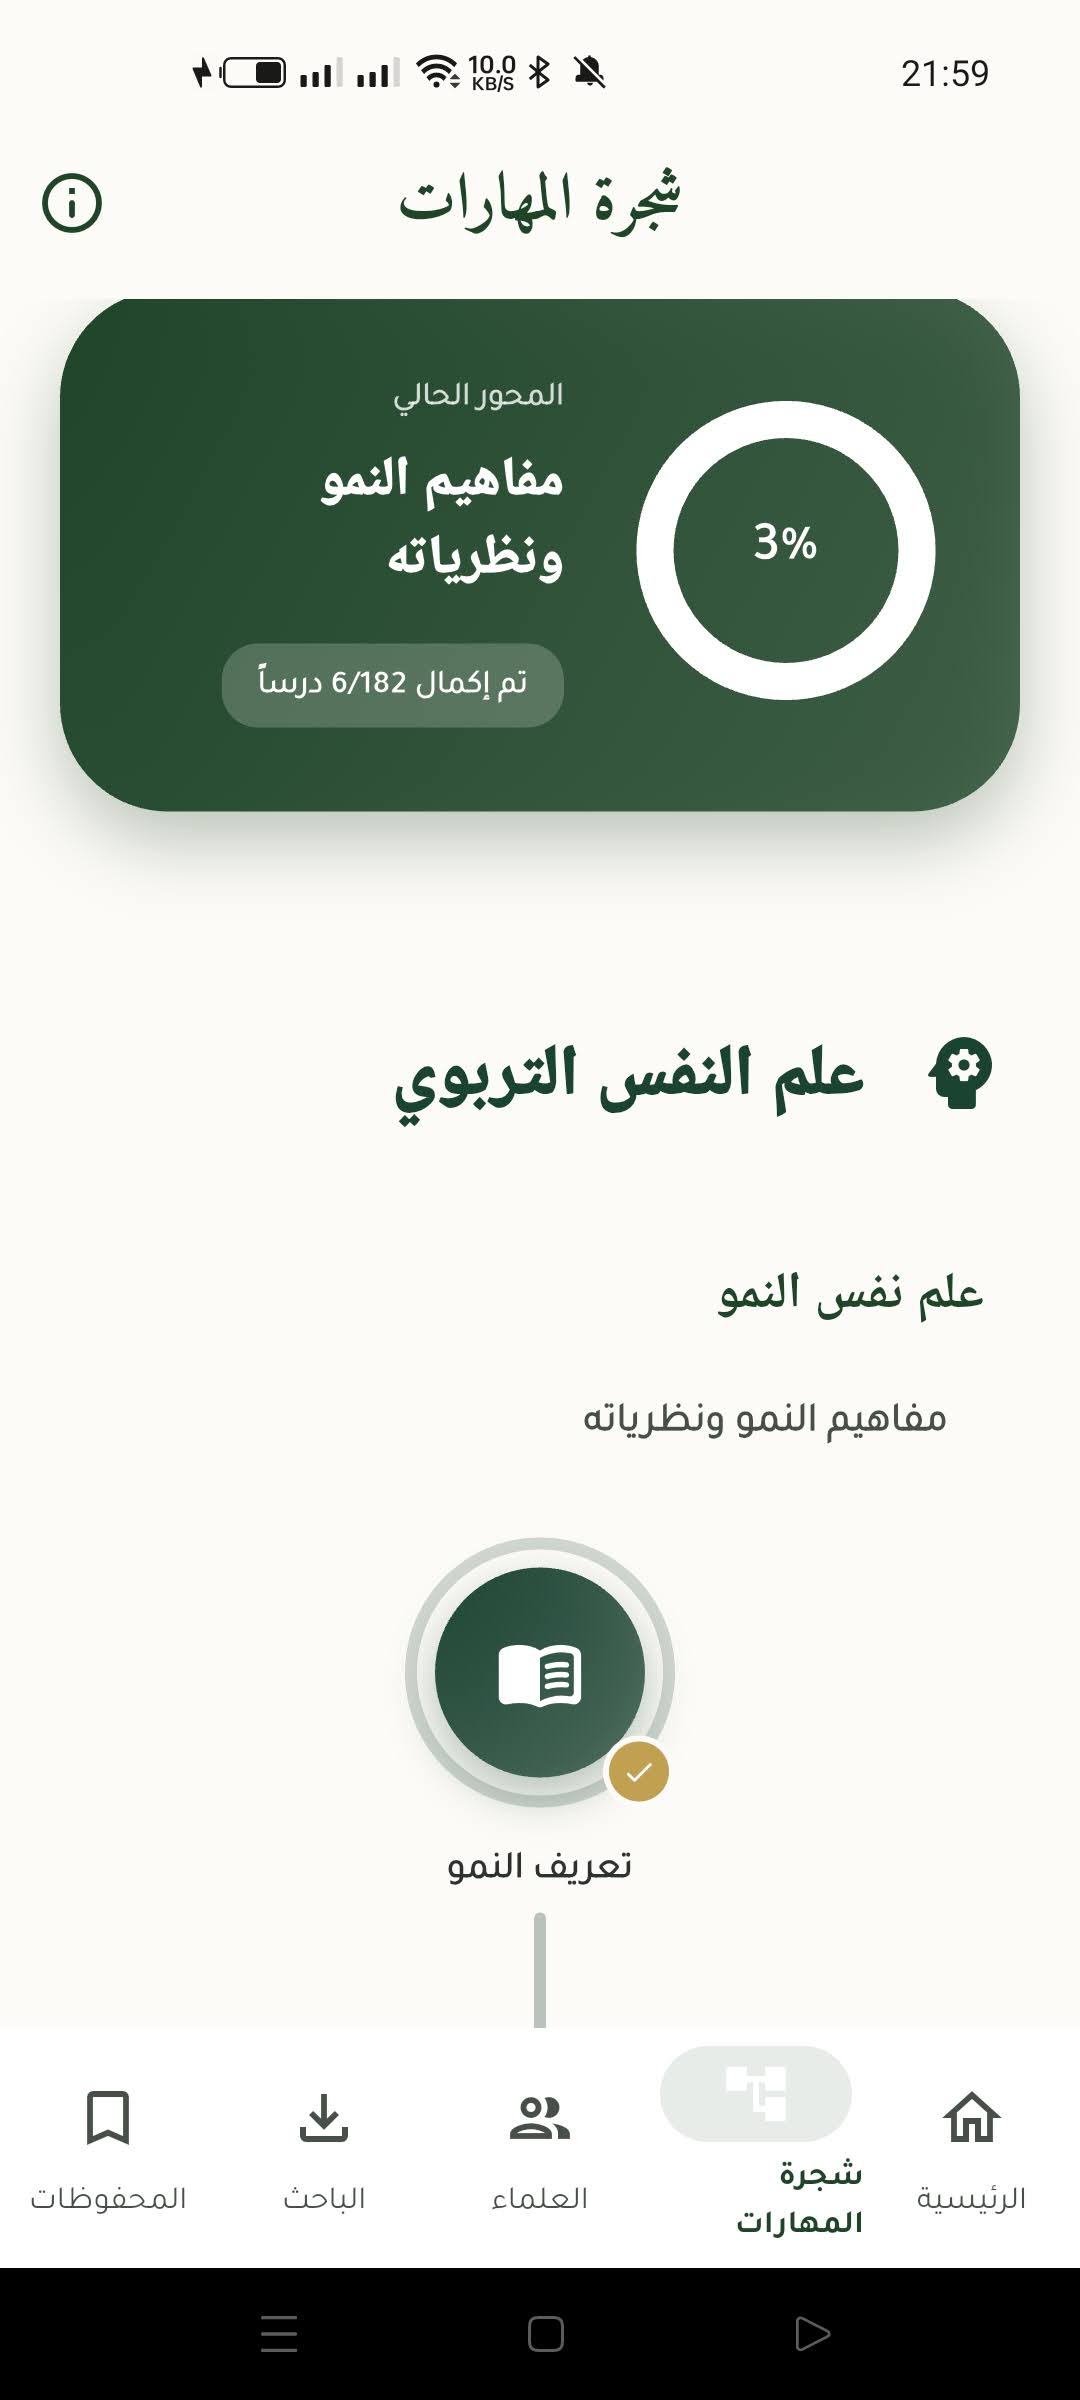 21:59
10.0
KB/S
شجرة المهارات
المحور الحالي
مفاهيم النمو
ونظرياته
3%
تم إكمال 6/182 درساً
علم النفس التربوي
علم نفس النمو
مفاهيم النمو ونظرياته
تعريف النمو
الرئيسية
شجرة
المهارات
العلماء
الباحث
المحفوظات